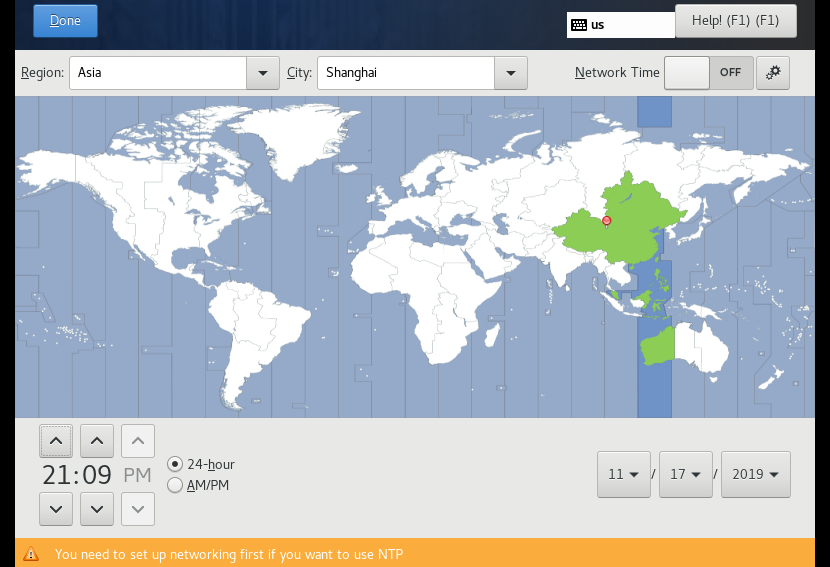 Done
us
Help! (F1) (F1)
Region: Asia City: Shanghai Network Time OFF
21:09 PM
24-hour
AM/PM
11 / 17 / 2019
You need to set up networking first if you want to use NTP